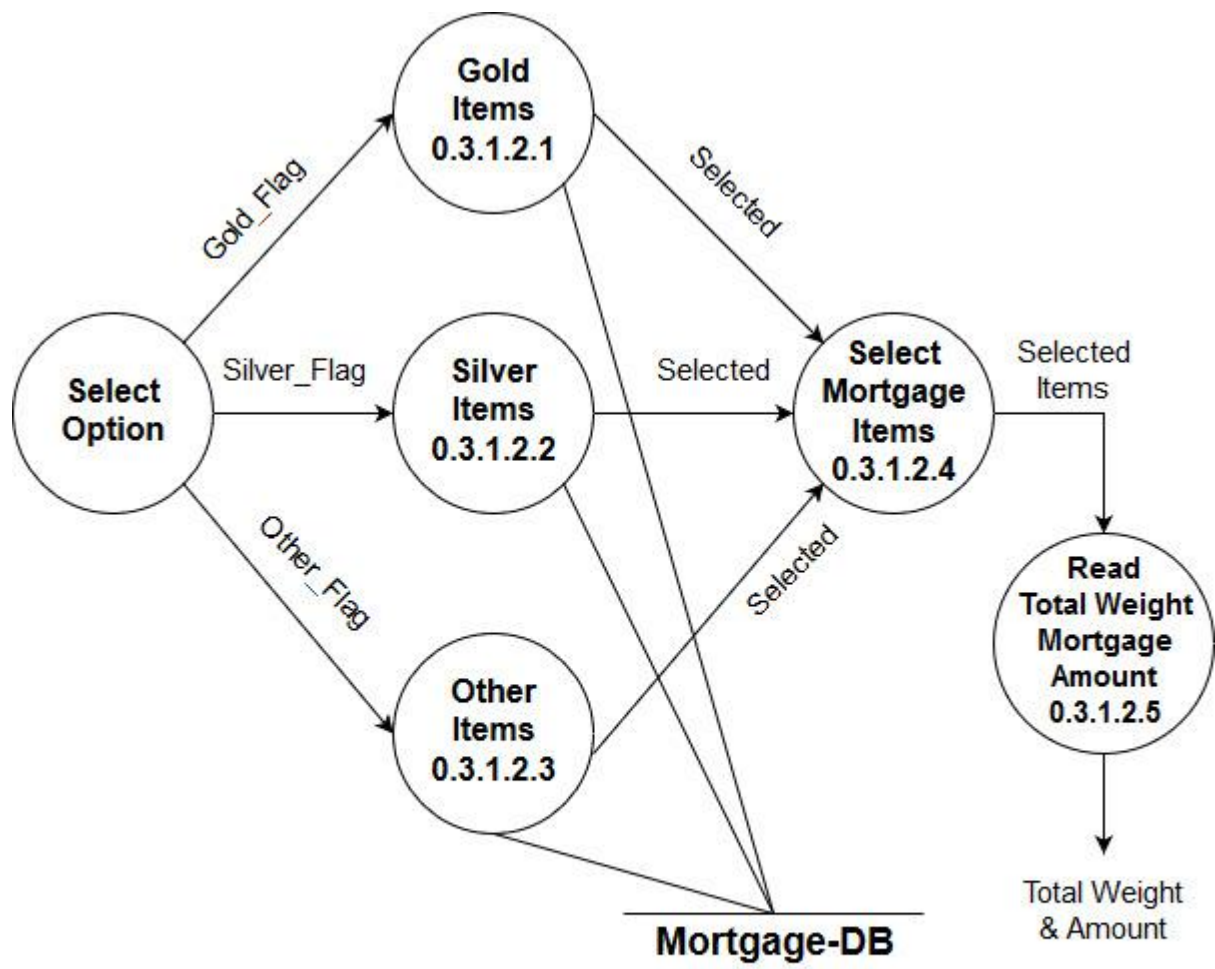 Gold
Items
0.3.1.2.1
Gold_Flag
Selected
Select
Option
Silver_Flag
Silver
Items
0.3.1.2.2
Selected
Select
Mortgage
Items
0.3.1.2.4
Selected
Items
Other_Flag
Selected
Other
Items
0.3.1.2.3
Read
Total Weight
Mortgage
Amount
0.3.1.2.5
Total Weight
& Amount
Mortgage-DB